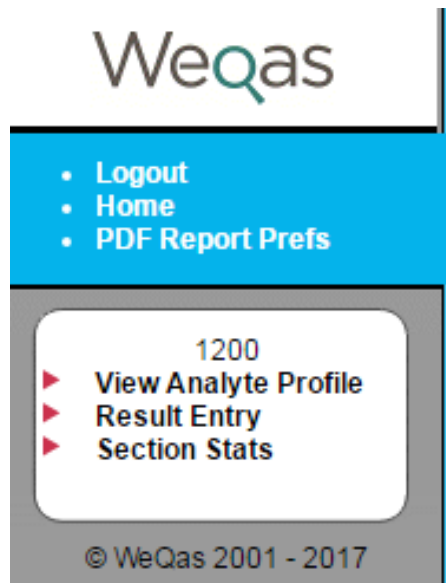 Weqas
Logout
Home
PDF Report Prefs
1200
View Analyte Profile
Result Entry
Section Stats
© WeQas 2001 - 2017